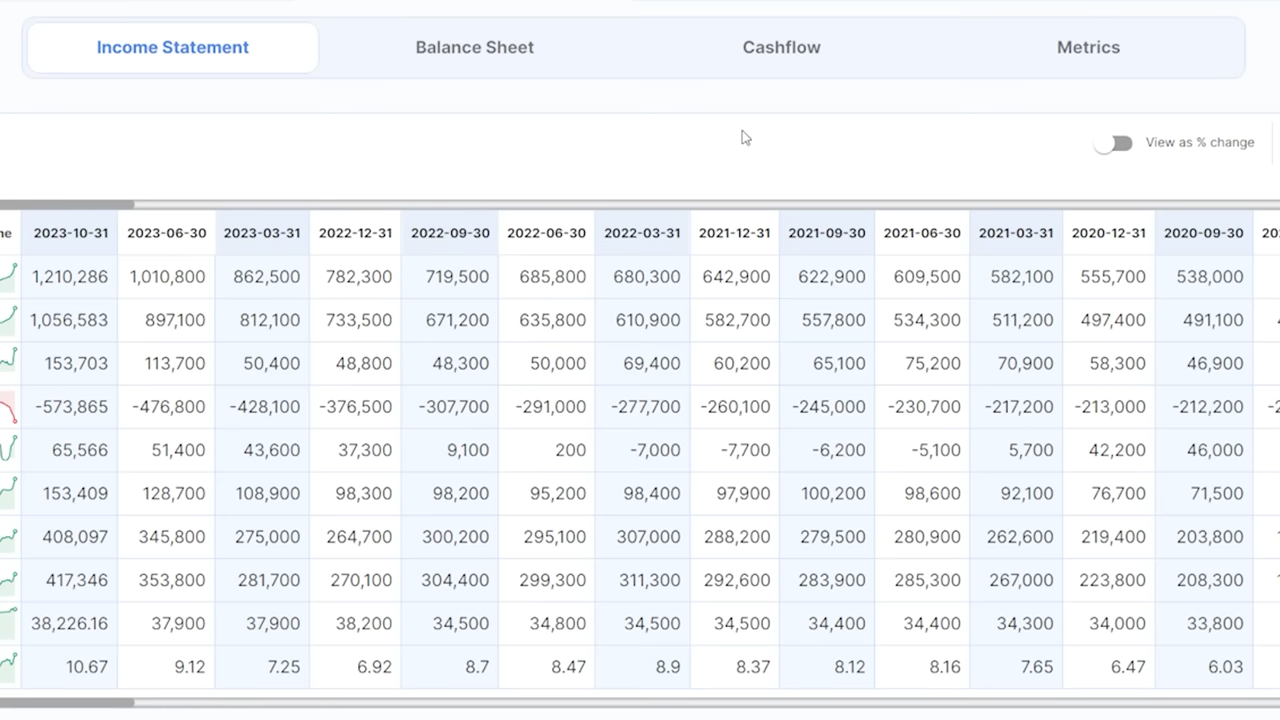 Income Statement Balance Sheet Cashflow Metrics
View as % change
ne 2023-10-31 2023-06-30 2023-03-31 2022-12-31 2022-09-30 2022-06-30 2022-03-31 2021-12-31 2021-09-30 2021-06-30 2021-03-31 2020-12-31 2020-09-30 20
1,210,286 1,010,800 862,500 782,300 719,500 685,800 680,300 642,900 622,900 609,500 582,100 555,700 538,000
1,056,583 897,100 812,100 733,500 671,200 635,800 610,900 582,700 557,800 534,300 511,200 497,400 491,100
153,703 113,700 50,400 48,800 48,300 50,000 69,400 60,200 65,100 75,200 70,900 58,300 46,900
-573,865 -476,800 -428,100 -376,500 -307,700 -291,000 -277,700 -260,100 -245,000 -230,700 -217,200 -213,000 -212,200
65,566 51,400 43,600 37,300 9,100 200 -7,000 -7,700 -6,200 -5,100 5,700 42,200 46,000
153,409 128,700 108,900 98,300 98,200 95,200 98,400 97,900 100,200 98,600 92,100 76,700 71,500
408,097 345,800 275,000 264,700 300,200 295,100 307,000 288,200 279,500 280,900 262,600 219,400 203,800
417,346 353,800 281,700 270,100 304,400 299,300 311,300 292,600 283,900 285,300 267,000 223,800 208,300
38,226.16 37,900 37,900 38,200 34,500 34,800 34,500 34,500 34,400 34,400 34,300 34,000 33,800
10.67 9.12 7.25 6.92 8.7 8.47 8.9 8.37 8.12 8.16 7.65 6.47 6.03